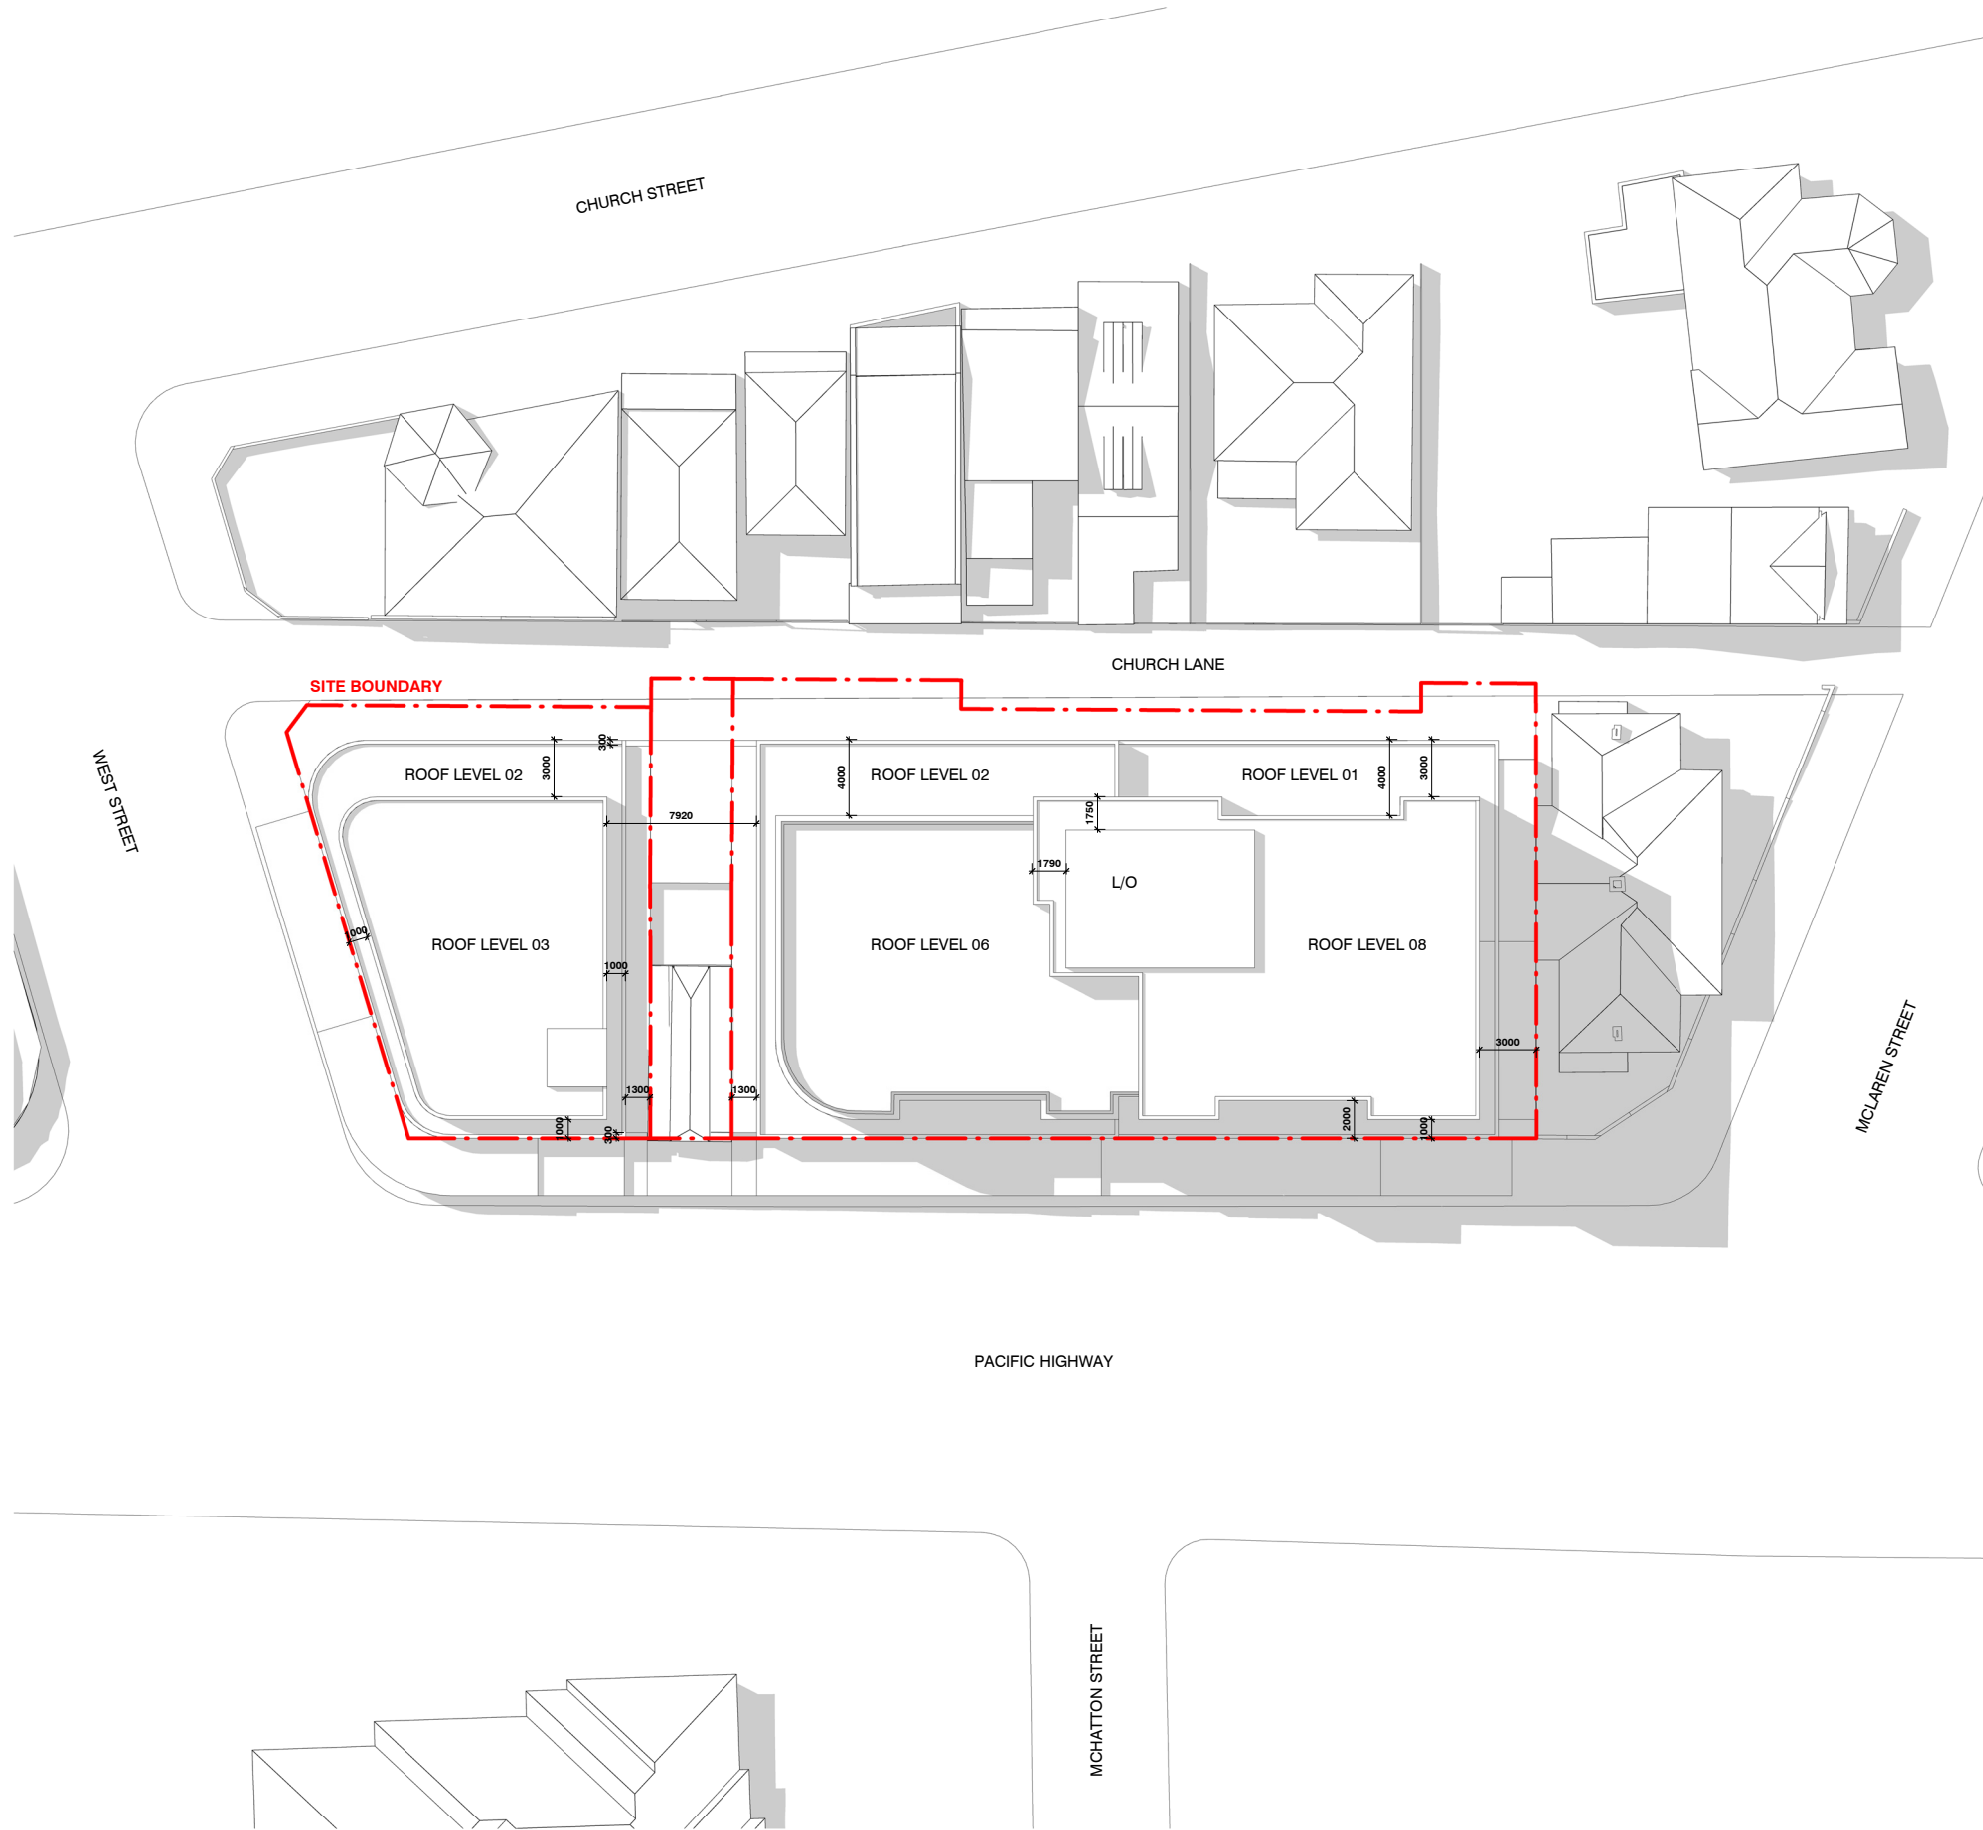 CHURCH STREET
CHURCH LANE
SITE BOUNDARY
WEST STREET
300
3000
ROOF LEVEL 02
4000
ROOF LEVEL 02
ROOF LEVEL 01
4000
3000
7920
1750
1790
L/O
1000
ROOF LEVEL 03
1000
ROOF LEVEL 06
ROOF LEVEL 08
3000
1300
1300
1000
300
2000
1000
MCLAREN STREET
PACIFIC HIGHWAY
MCHATTON STREET